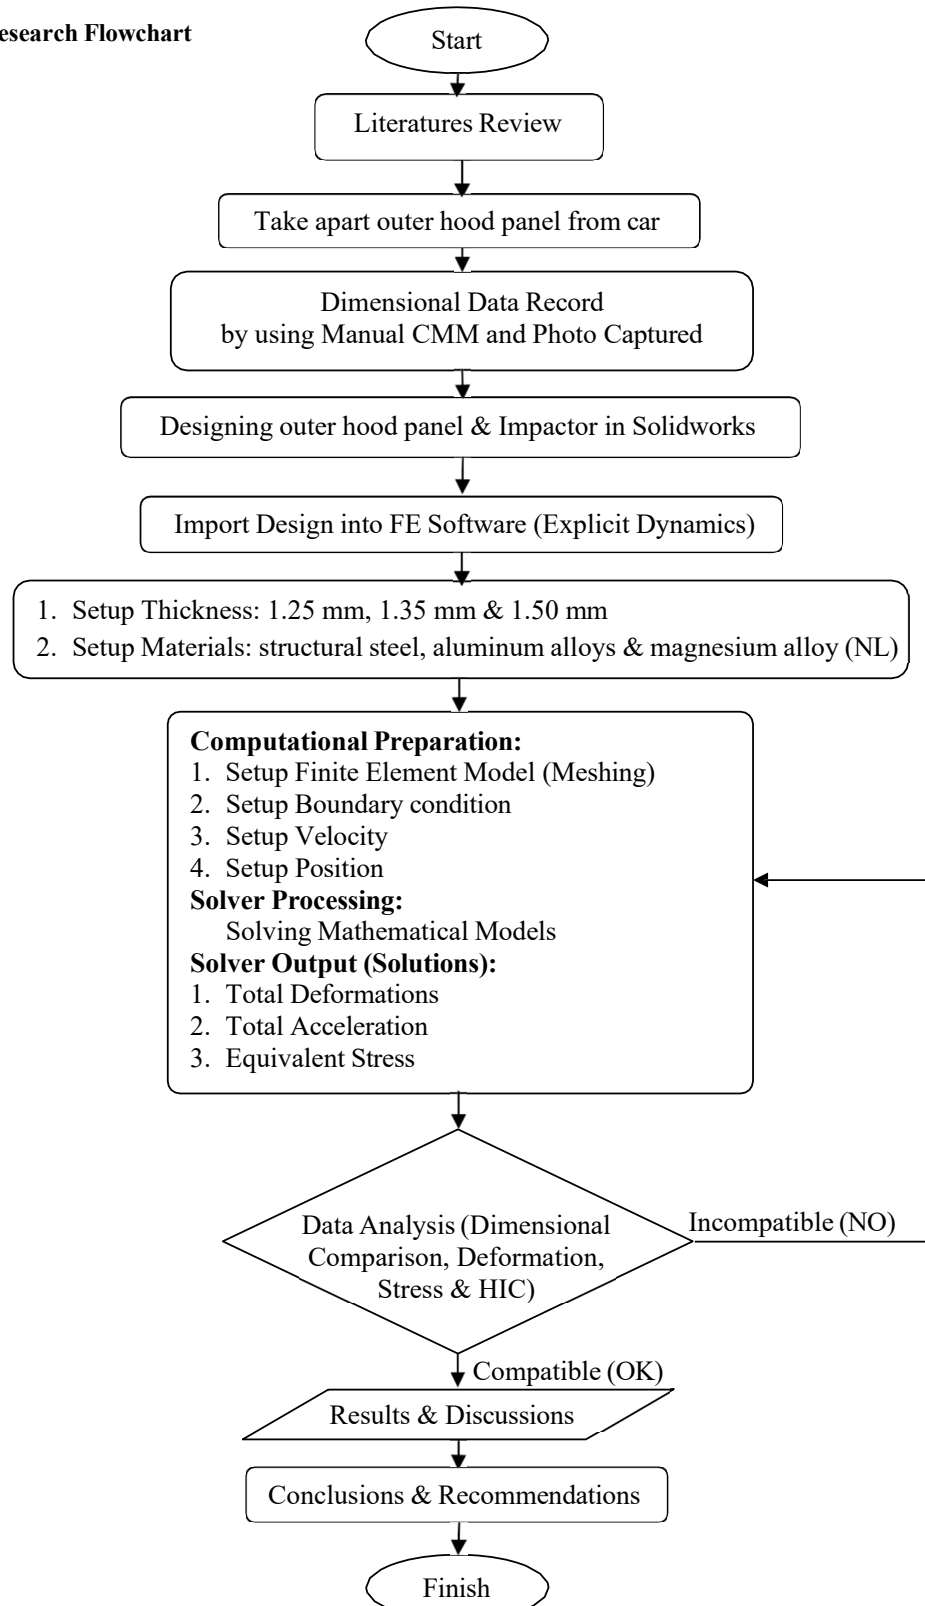 esearch Flowchart
Start
Literatures Review
Take apart outer hood panel from car
Dimensional Data Record
by using Manual CMM and Photo Captured
Designing outer hood panel & Impactor in Solidworks
Import Design into FE Software (Explicit Dynamics)
1. Setup Thickness: 1.25 mm, 1.35 mm & 1.50 mm
2. Setup Materials: structural steel, aluminum alloys & magnesium alloy (NL)
Computational Preparation:
1. Setup Finite Element Model (Meshing)
2. Setup Boundary condition
3. Setup Velocity
4. Setup Position
Solver Processing:
Solving Mathematical Models
Solver Output (Solutions):
1. Total Deformations
2. Total Acceleration
3. Equivalent Stress
Data Analysis (Dimensional
Comparison, Deformation,
Stress & HIC)
Incompatible (NO)
Compatible (OK)
Results & Discussions
Conclusions & Recommendations
Finish